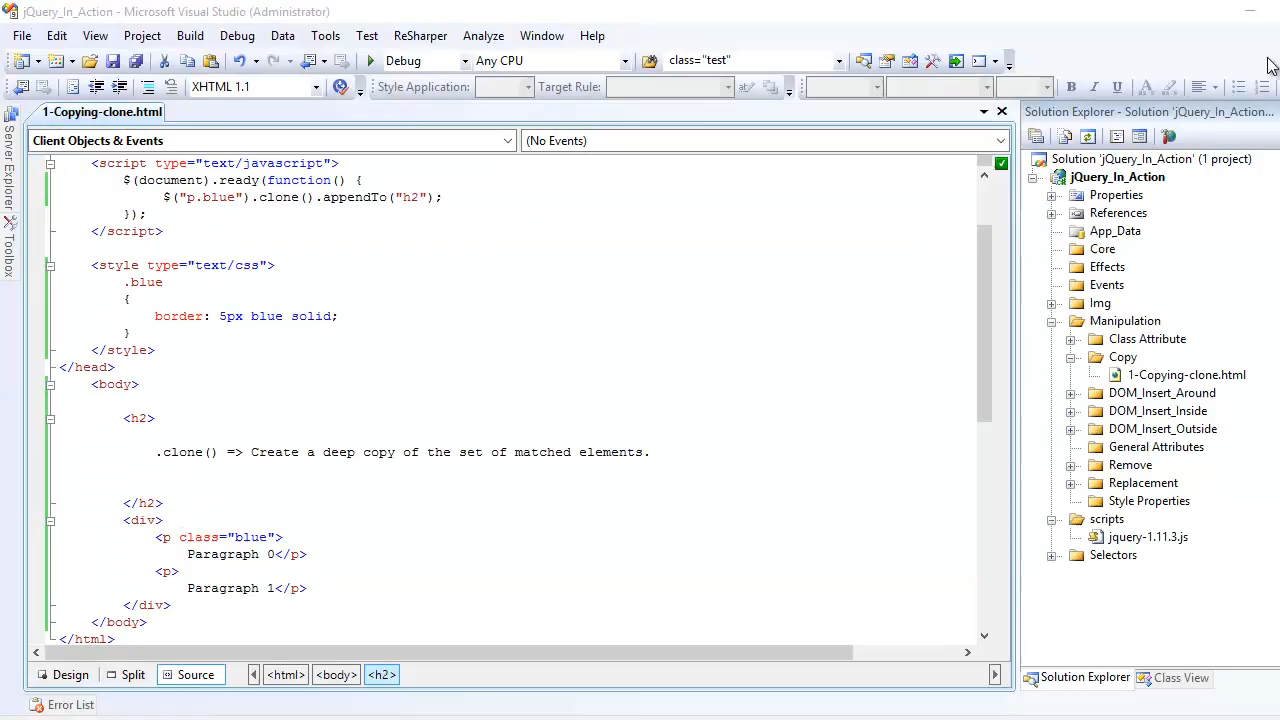 jQuery_In_Action - Microsoft Visual Studio (Administrator)
File Edit View Project Build Debug Data Tools Test ReSharper Analyze Window Help
Debug Any CPU class="test"
XHTML 1.1 Style Application: Target Rule: B I U A
1-Copying-clone.html
Solution Explorer - Solution 'jQuery_In_Action...
Client Objects & Events (No Events)
Server Explorer
Toolbox
<script type="text/javascript">
$(document).ready(function() {
$("p.blue").clone().appendTo("h2");
});
</script>
<style type="text/css">
.blue
{
border: 5px blue solid;
}
</style>
</head>
<body>
<h2>
.clone() => Create a deep copy of the set of matched elements.
</h2>
<div>
<p class="blue">
Paragraph 0</p>
<p>
Paragraph 1</p>
</div>
</body>
</html>
Solution 'jQuery_In_Action' (1 project)
jQuery_In_Action
Properties
References
App_Data
Core
Effects
Events
Img
Manipulation
Class Attribute
Copy
1-Copying-clone.html
DOM_Insert_Around
DOM_Insert_Inside
DOM_Insert_Outside
General Attributes
Remove
Replacement
Style Properties
scripts
jquery-1.11.3.js
Selectors
Design Split Source <html> <body> <h2>
Solution Explorer Class View
Error List